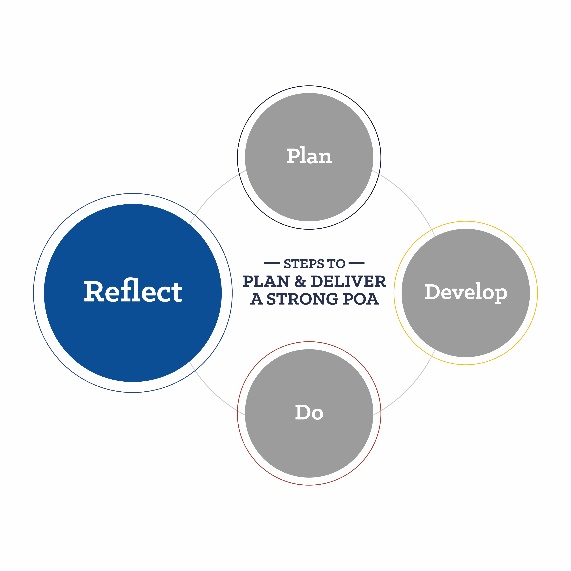 Plan
Reflect
STEPS TO
PLAN & DELIVER
A STRONG POA
Develop
Do